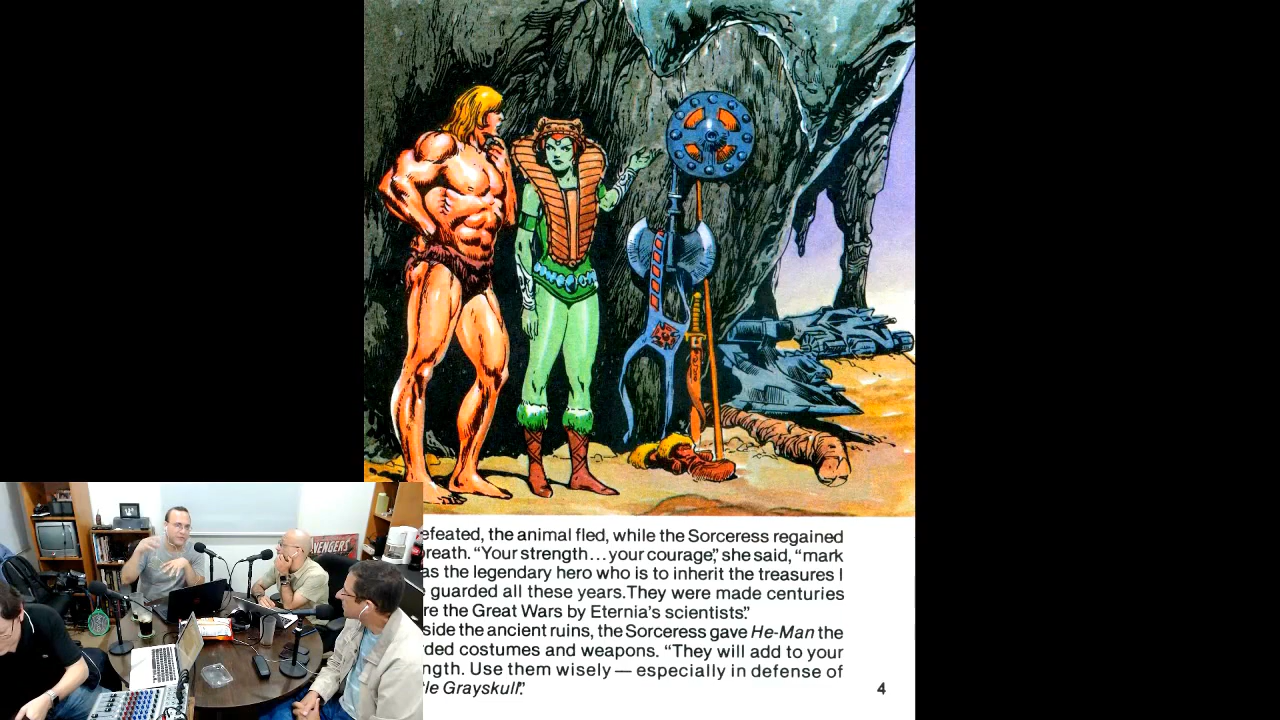 efeated, the animal fled, while the Sorceress regained
breath. “Your strength...your courage,” she said, “mark
as the legendary hero who is to inherit the treasures I
guarded all these years. They were made centuries
re the Great Wars by Eternia’s scientists.”
side the ancient ruins, the Sorceress gave He-Man the
ded costumes and weapons. “They will add to your
ngth. Use them wisely — especially in defense of
le Grayskull.”
4
VENGERS